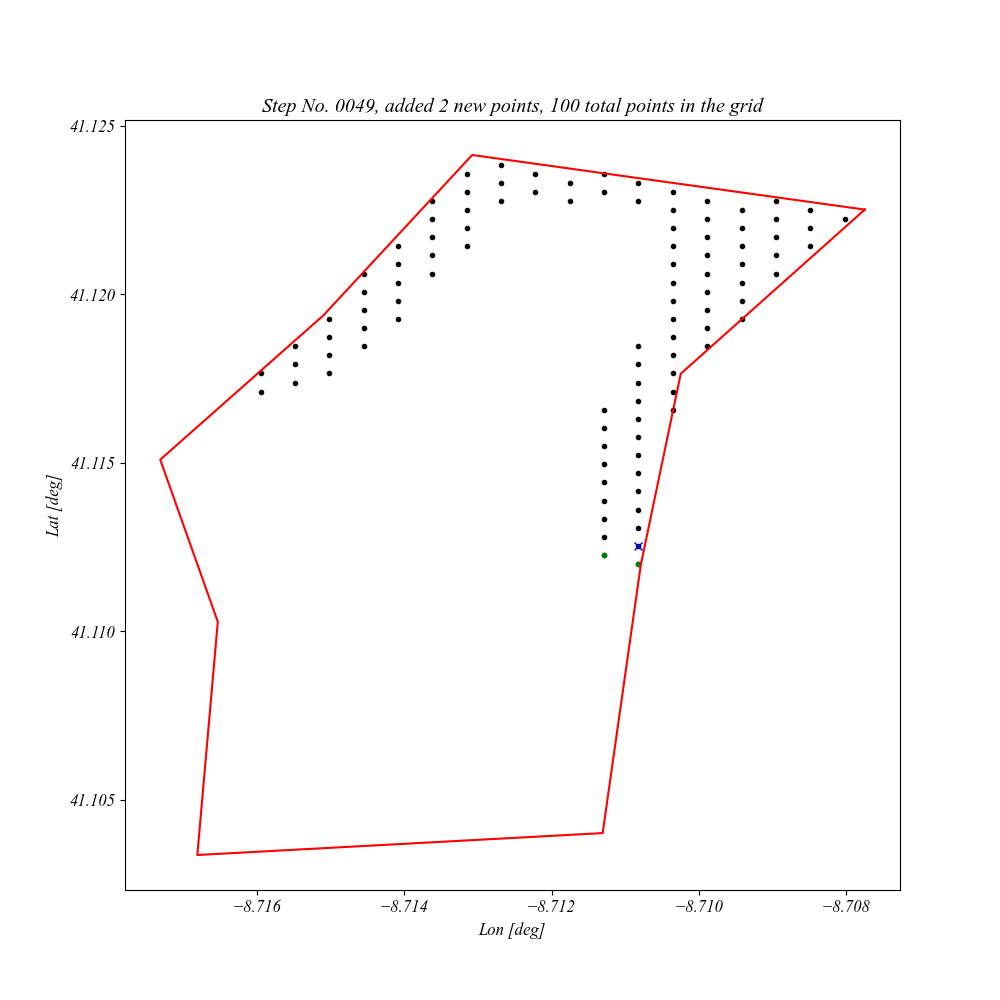 Step No. 0049, added 2 new points, 100 total points in the grid
41.125
41.120
41.115
41.110
41.105
Lat [deg]
−8.716 −8.714 −8.712 −8.710 −8.708
Lon [deg]